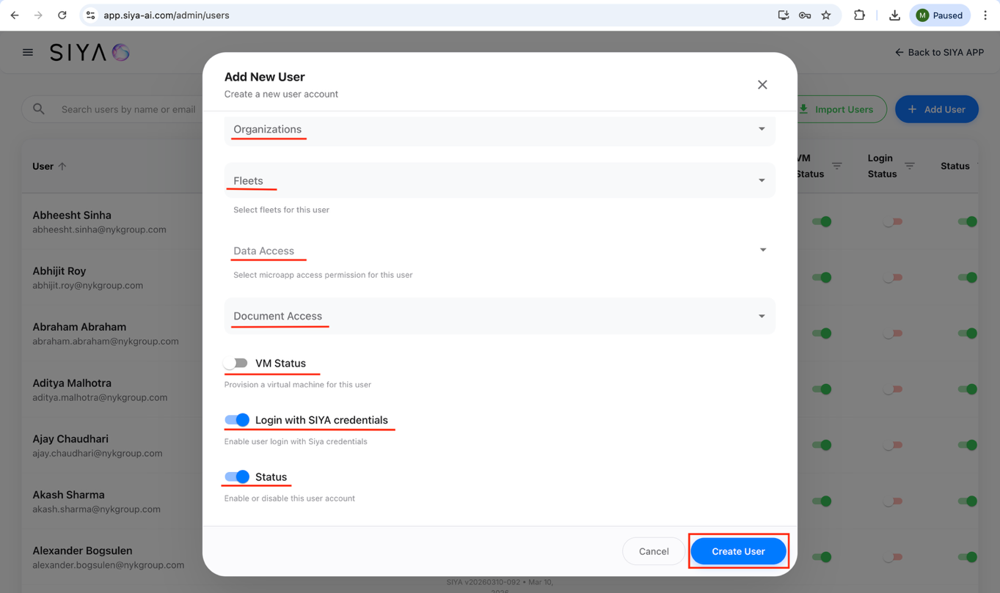 app.siya-ai.com/admin/users
M Paused
SIYA
Back to SIYA APP
Add New User
Create a new user account
Search users by name or email
Import Users
+ Add User
Organizations
User
VM Status
Login Status
Status
Fleets
Select fleets for this user
Abheesht Sinha
abheesht.sinha@nykgroup.com
Data Access
Select microapp access permission for this user
Abhijit Roy
abhijit.roy@nykgroup.com
Document Access
Abraham Abraham
abraham.abraham@nykgroup.com
VM Status
Provision a virtual machine for this user
Aditya Malhotra
aditya.malhotra@nykgroup.com
Login with SIYA credentials
Enable user login with Siya credentials
Ajay Chaudhari
ajay.chaudhari@nykgroup.com
Status
Enable or disable this user account
Akash Sharma
akash.sharma@nykgroup.com
Alexander Bogsulen
alexander.bogsulen@nykgroup.com
Cancel
Create User
SIYA v20260310-092 • Mar 10,
2026